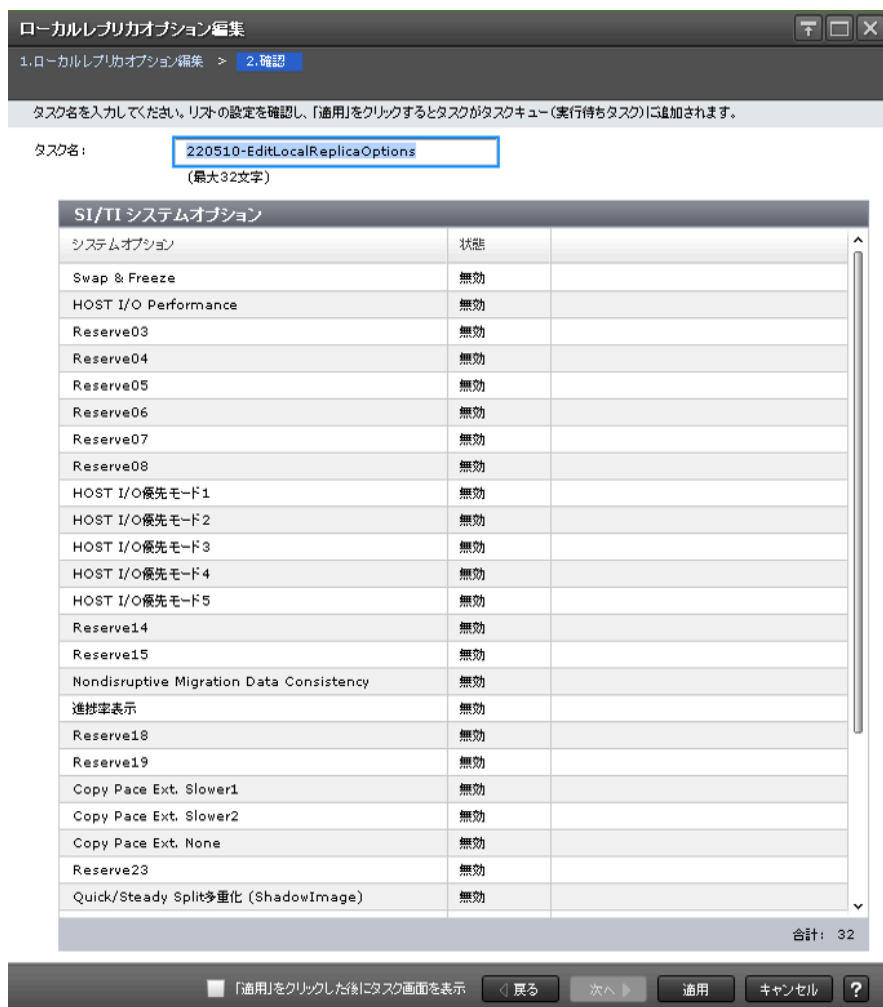 ローカルレプリカオプション編集
1.ローカルレプリカオプション編集 > 2.確認
タスク名を入力してください。リストの設定を確認し、「適用」をクリックするとタスクがタスクキュー(実行待ちタスク)に追加されます。
タスク名: 220510-EditLocalReplicaOptions
(最大32文字)
SI/TI システムオプション
システムオプション 状態
Swap & Freeze 無効
HOST I/O Performance 無効
Reserve03 無効
Reserve04 無効
Reserve05 無効
Reserve06 無効
Reserve07 無効
Reserve08 無効
HOST I/O優先モード1 無効
HOST I/O優先モード2 無効
HOST I/O優先モード3 無効
HOST I/O優先モード4 無効
HOST I/O優先モード5 無効
Reserve14 無効
Reserve15 無効
Nondisruptive Migration Data Consistency 無効
進捗率表示 無効
Reserve18 無効
Reserve19 無効
Copy Pace Ext. Slower1 無効
Copy Pace Ext. Slower2 無効
Copy Pace Ext. None 無効
Reserve23 無効
Quick/Steady Split多重化 (ShadowImage) 無効
合計: 32
「適用」をクリックした後にタスク画面を表示 戻る 次へ 適用 キャンセル ?